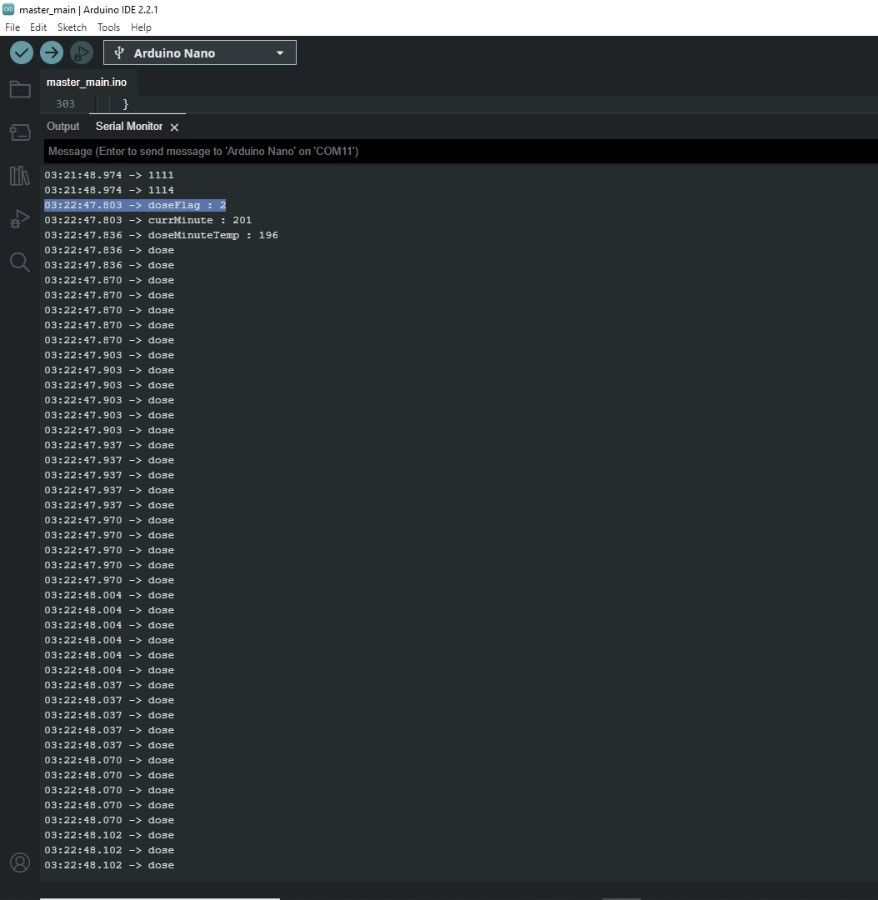 master_main | Arduino IDE 2.2.1
File Edit Sketch Tools Help
Arduino Nano
master_main.ino
303 }
Output Serial Monitor
Message (Enter to send message to 'Arduino Nano' on 'COM11')
03:21:48.974 -> 1111
03:21:48.974 -> 1114
03:22:47.803 -> doseFlag : 2
03:22:47.803 -> currMinute : 201
03:22:47.836 -> doseMinuteTemp : 196
03:22:47.836 -> dose
03:22:47.836 -> dose
03:22:47.870 -> dose
03:22:47.870 -> dose
03:22:47.870 -> dose
03:22:47.870 -> dose
03:22:47.870 -> dose
03:22:47.903 -> dose
03:22:47.903 -> dose
03:22:47.903 -> dose
03:22:47.903 -> dose
03:22:47.903 -> dose
03:22:47.903 -> dose
03:22:47.937 -> dose
03:22:47.937 -> dose
03:22:47.937 -> dose
03:22:47.937 -> dose
03:22:47.937 -> dose
03:22:47.970 -> dose
03:22:47.970 -> dose
03:22:47.970 -> dose
03:22:47.970 -> dose
03:22:47.970 -> dose
03:22:48.004 -> dose
03:22:48.004 -> dose
03:22:48.004 -> dose
03:22:48.004 -> dose
03:22:48.004 -> dose
03:22:48.004 -> dose
03:22:48.037 -> dose
03:22:48.037 -> dose
03:22:48.037 -> dose
03:22:48.037 -> dose
03:22:48.037 -> dose
03:22:48.070 -> dose
03:22:48.070 -> dose
03:22:48.070 -> dose
03:22:48.070 -> dose
03:22:48.070 -> dose
03:22:48.102 -> dose
03:22:48.102 -> dose
03:22:48.102 -> dose